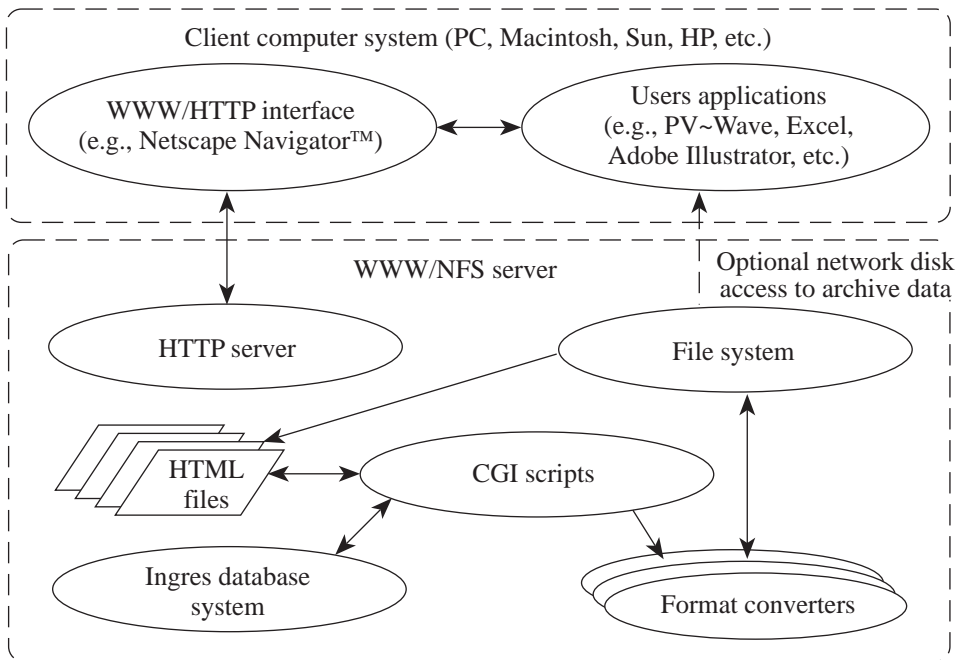 Client computer system (PC, Macintosh, Sun, HP, etc.)
WWW/HTTP interface
(e.g., Netscape Navigator™)
Users applications
(e.g., PV~Wave, Excel,
Adobe Illustrator, etc.)
WWW/NFS server
Optional network disk
access to archive data
HTTP server
File system
HTML
files
CGI scripts
Ingres database
system
Format converters